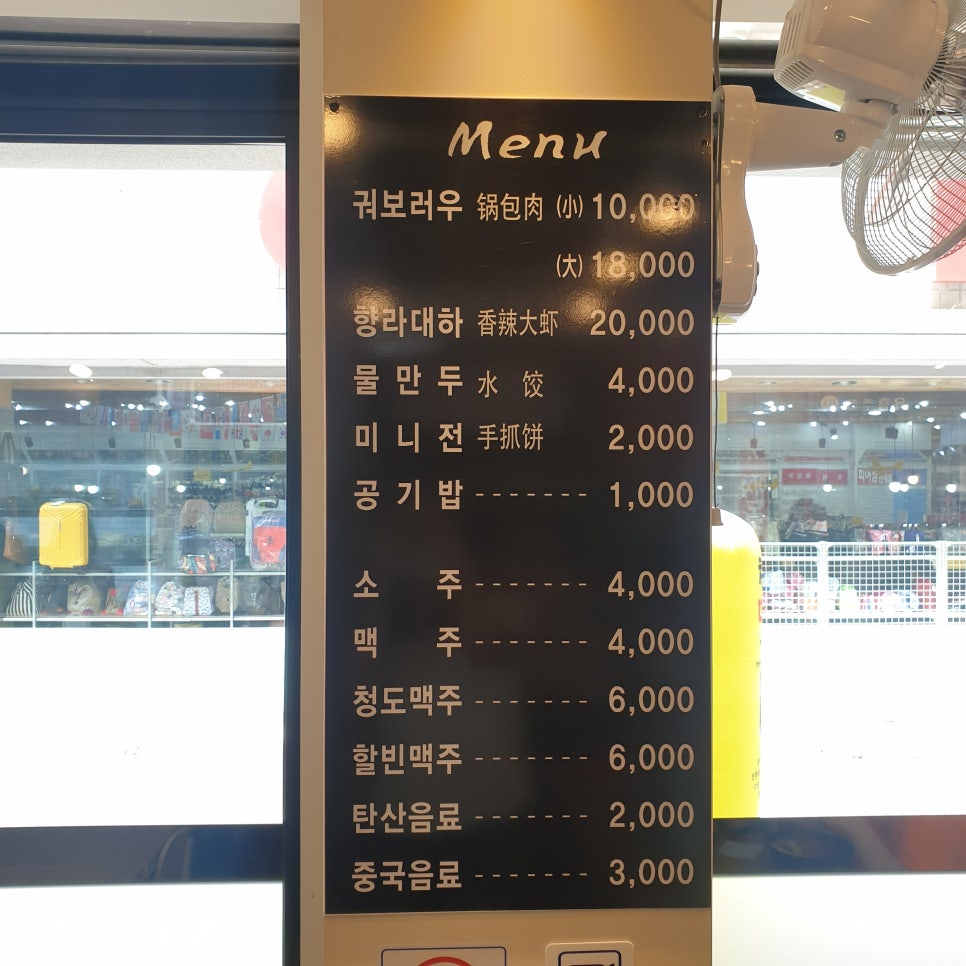 Menu
궈보러우 锅包肉 (小) 10,000
(大) 18,000
향라대하 香辣大虾 20,000
물만두 水饺 4,000
미니전 手抓饼 2,000
공기밥 ------- 1,000
소주 ------- 4,000
맥주 ------- 4,000
청도맥주 ------- 6,000
할빈맥주 ------- 6,000
탄산음료 ------- 2,000
중국음료 ------- 3,000